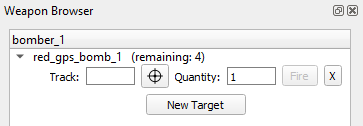 Weapon Browser
bomber_1
red_gps_bomb_1 (remaining: 4)
Track: Quantity: 1 Fire X
New Target